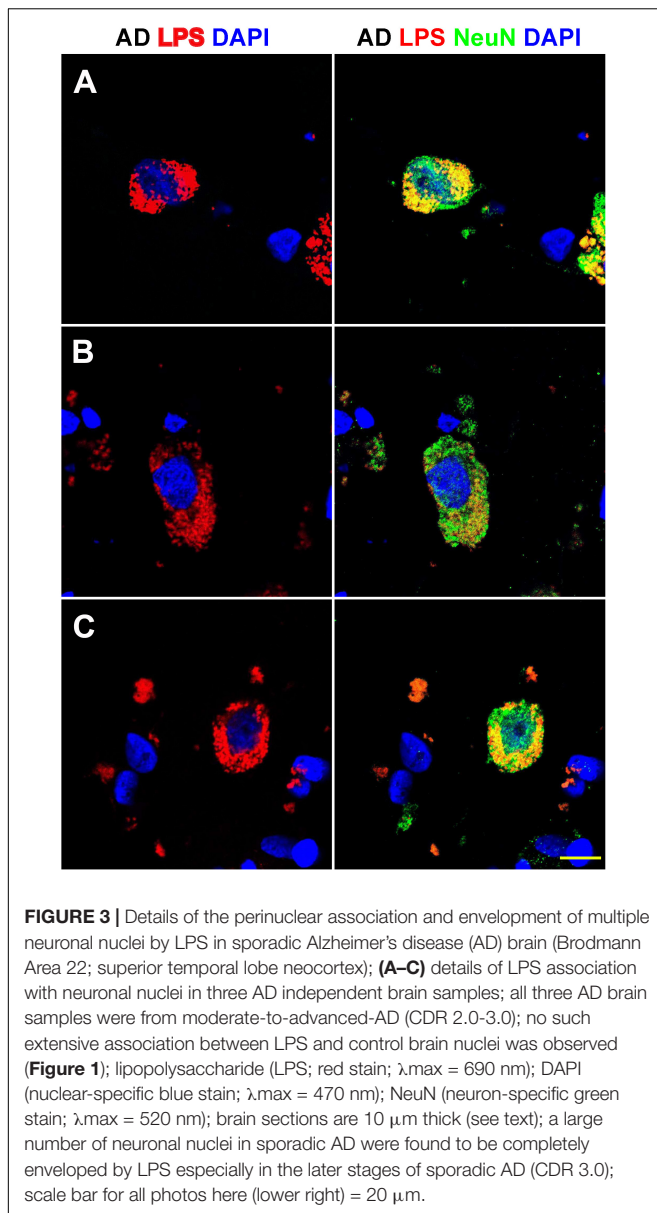 AD LPS DAPI
AD LPS NeuN DAPI
A
B
C
FIGURE 3 | Details of the perinuclear association and envelopment of multiple
neuronal nuclei by LPS in sporadic Alzheimer's disease (AD) brain (Brodmann
Area 22; superior temporal lobe neocortex); (A–C) details of LPS association
with neuronal nuclei in three AD independent brain samples; all three AD brain
samples were from moderate-to-advanced-AD (CDR 2.0-3.0); no such
extensive association between LPS and control brain nuclei was observed
(Figure 1); lipopolysaccharide (LPS; red stain; λmax = 690 nm); DAPI
(nuclear-specific blue stain; λmax = 470 nm); NeuN (neuron-specific green
stain; λmax = 520 nm); brain sections are 10 μm thick (see text); a large
number of neuronal nuclei in sporadic AD were found to be completely
enveloped by LPS especially in the later stages of sporadic AD (CDR 3.0);
scale bar for all photos here (lower right) = 20 μm.